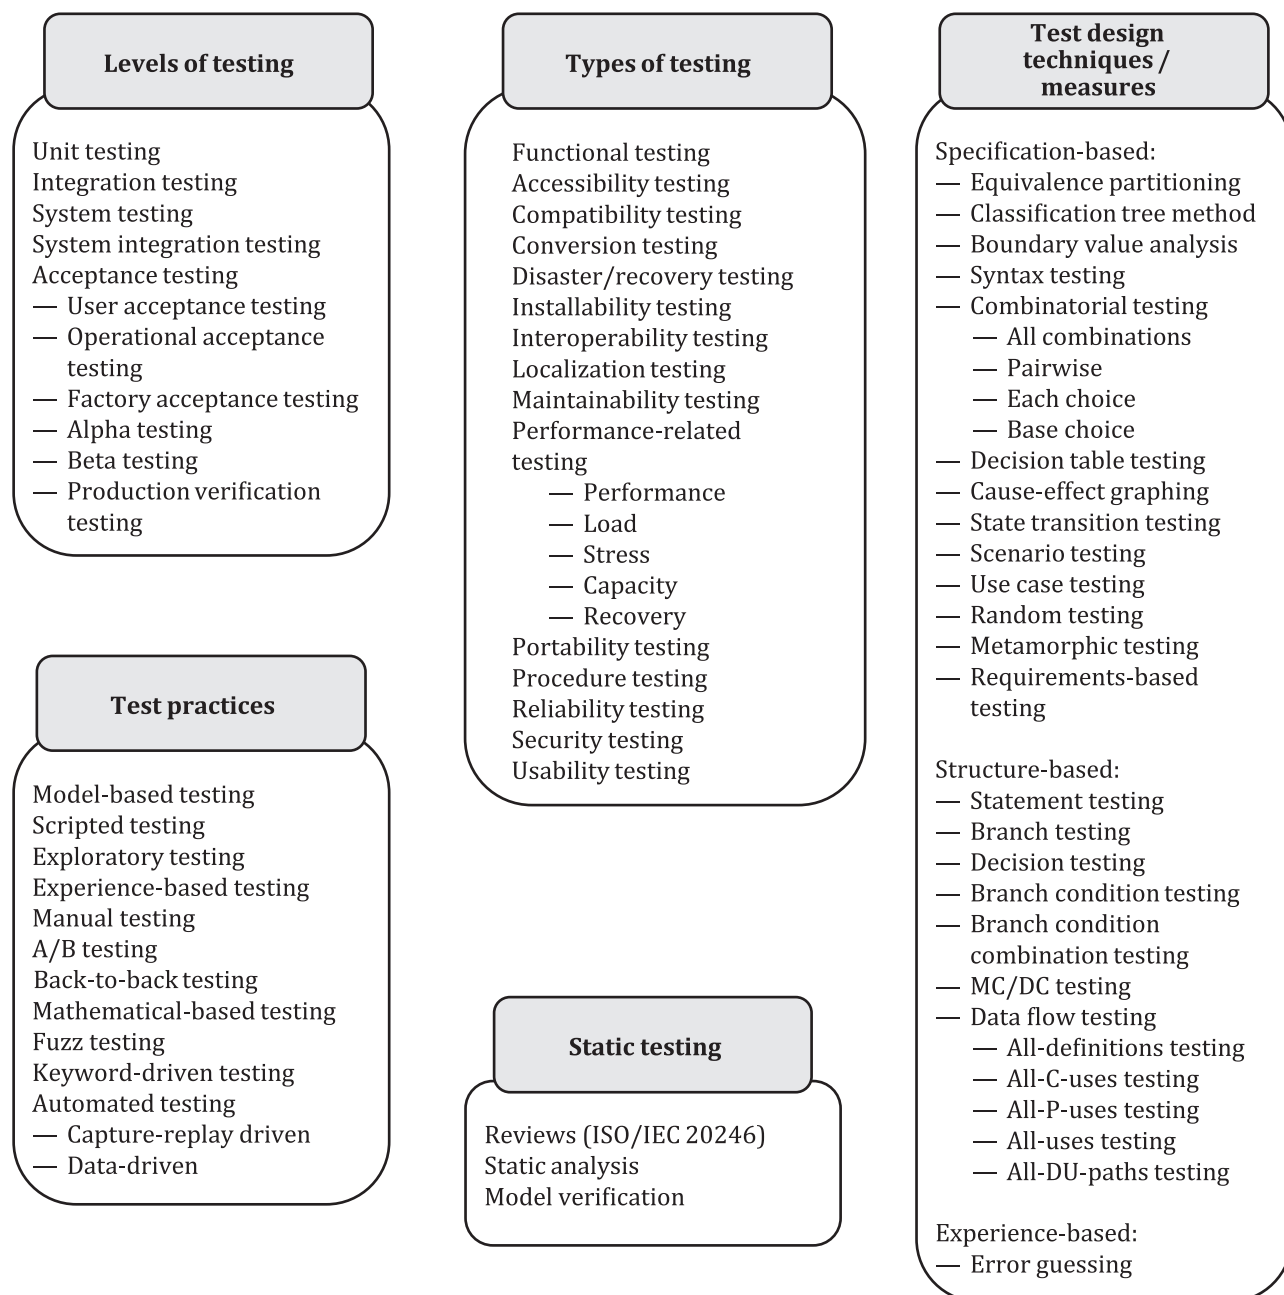 Levels of testing
Unit testing
Integration testing
System testing
System integration testing
Acceptance testing
— User acceptance testing
— Operational acceptance
testing
— Factory acceptance testing
— Alpha testing
— Beta testing
— Production verification
testing
Test practices
Model-based testing
Scripted testing
Exploratory testing
Experience-based testing
Manual testing
A/B testing
Back-to-back testing
Mathematical-based testing
Fuzz testing
Keyword-driven testing
Automated testing
— Capture-replay driven
— Data-driven
Types of testing
Functional testing
Accessibility testing
Compatibility testing
Conversion testing
Disaster/recovery testing
Installability testing
Interoperability testing
Localization testing
Maintainability testing
Performance-related
testing
— Performance
— Load
— Stress
— Capacity
— Recovery
Portability testing
Procedure testing
Reliability testing
Security testing
Usability testing
Static testing
Reviews (ISO/IEC 20246)
Static analysis
Model verification
Test design
techniques /
measures
Specification-based:
— Equivalence partitioning
— Classification tree method
— Boundary value analysis
— Syntax testing
— Combinatorial testing
— All combinations
— Pairwise
— Each choice
— Base choice
— Decision table testing
— Cause-effect graphing
— State transition testing
— Scenario testing
— Use case testing
— Random testing
— Metamorphic testing
— Requirements-based
testing
Structure-based:
— Statement testing
— Branch testing
— Decision testing
— Branch condition testing
— Branch condition
combination testing
— MC/DC testing
— Data flow testing
— All-definitions testing
— All-C-uses testing
— All-P-uses testing
— All-uses testing
— All-DU-paths testing
Experience-based:
— Error guessing